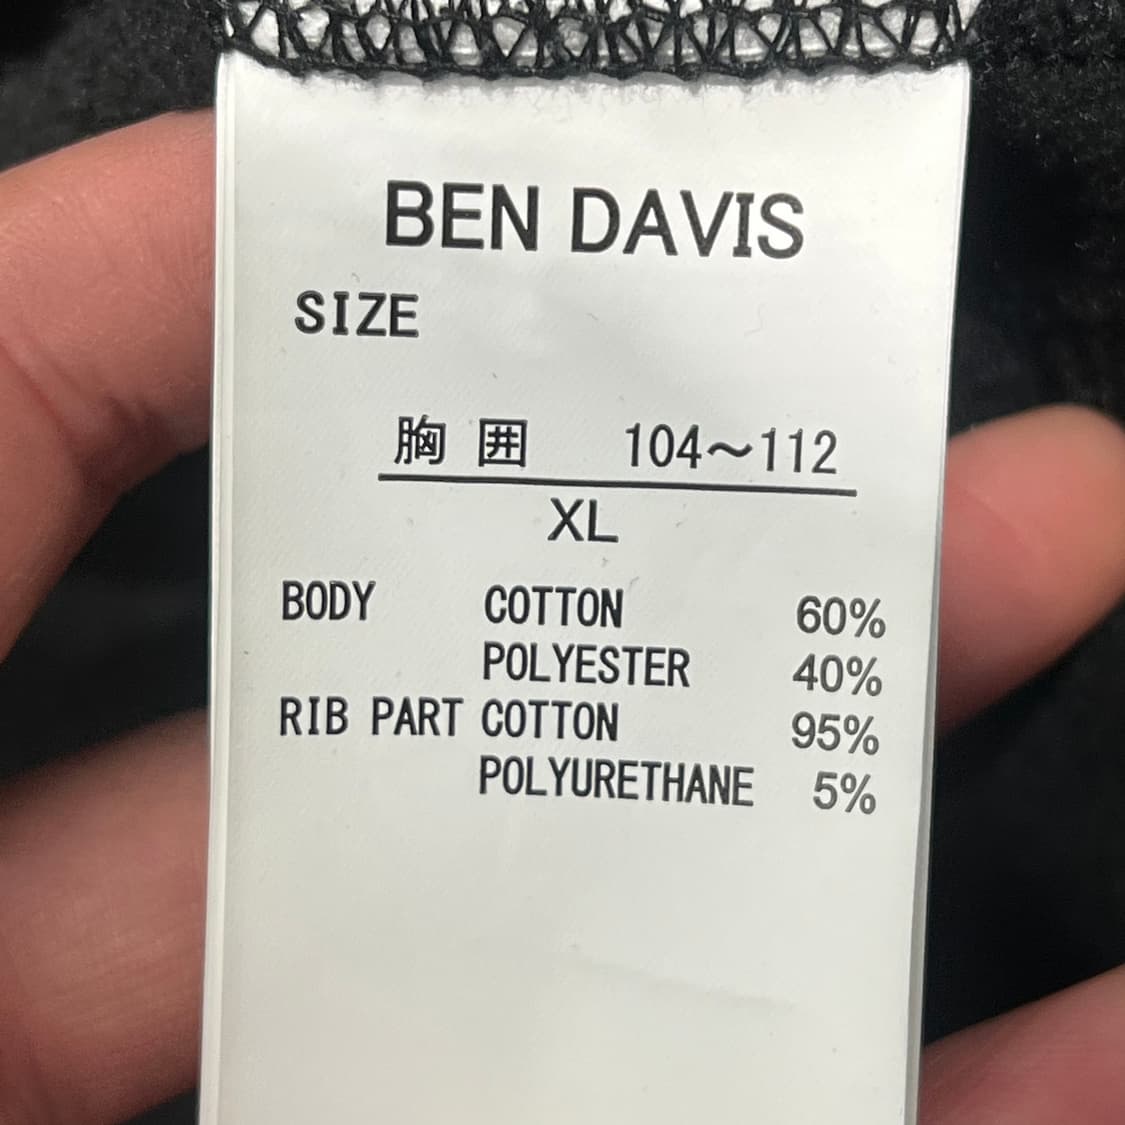 BEN DAVIS
SIZE
胸 囲 104～112
XL
BODY COTTON 60%
POLYESTER 40%
RIB PART COTTON 95%
POLYURETHANE 5%